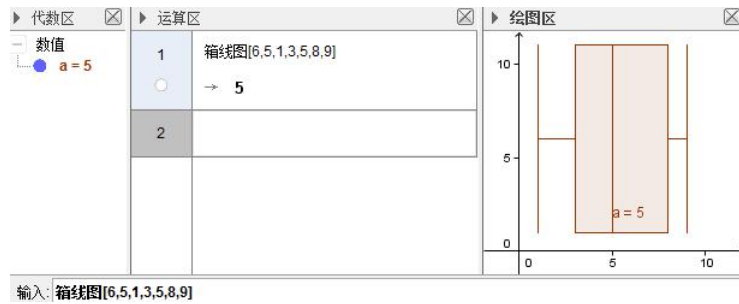 代数区
数值
a = 5
运算区
1
箱线图[6,5,1,3,5,8,9]
→ 5
2
绘图区
10
5
0
a = 5
0
5
10
输入: 箱线图[6,5,1,3,5,8,9]